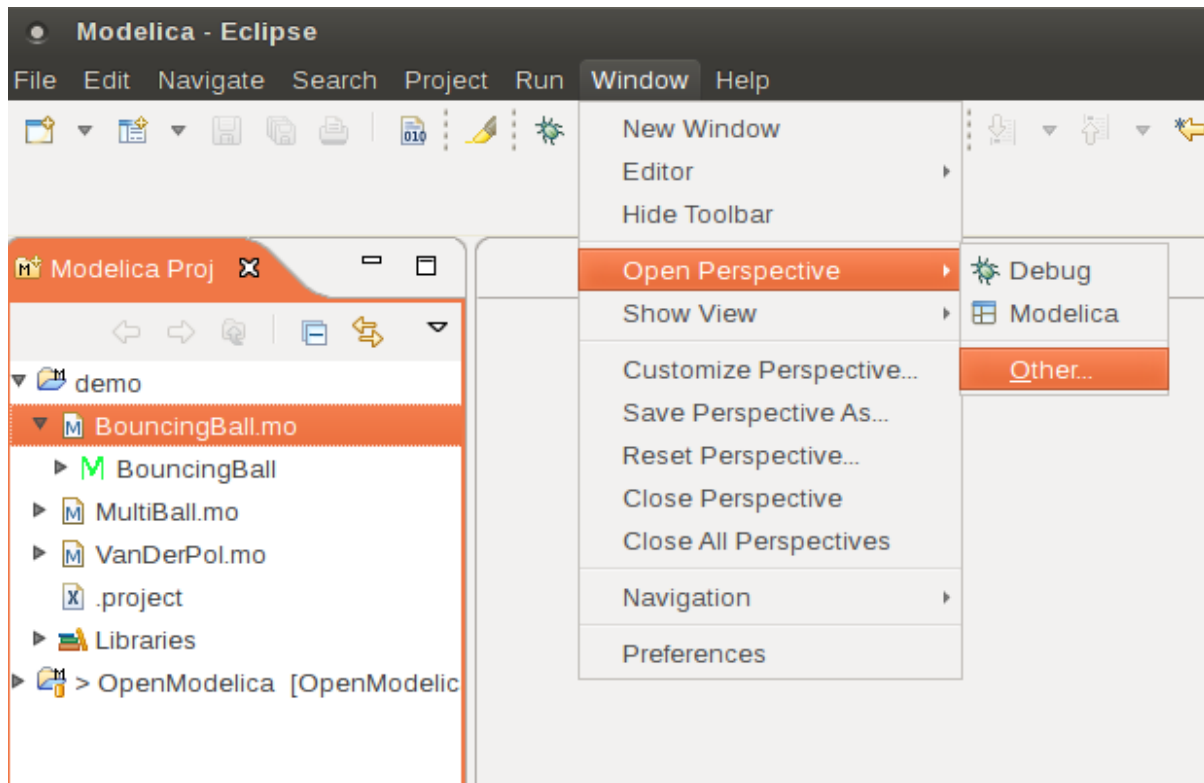 Modelica - Eclipse
File Edit Navigate Search Project Run Window Help
010
New Window
Editor
Hide Toolbar
Open Perspective
Show View
Customize Perspective...
Save Perspective As...
Reset Perspective...
Close Perspective
Close All Perspectives
Navigation
Preferences
Debug
Modelica
Other...
Modelica Proj
demo
BouncingBall.mo
BouncingBall
MultiBall.mo
VanDerPol.mo
.project
Libraries
> OpenModelica [OpenModelic